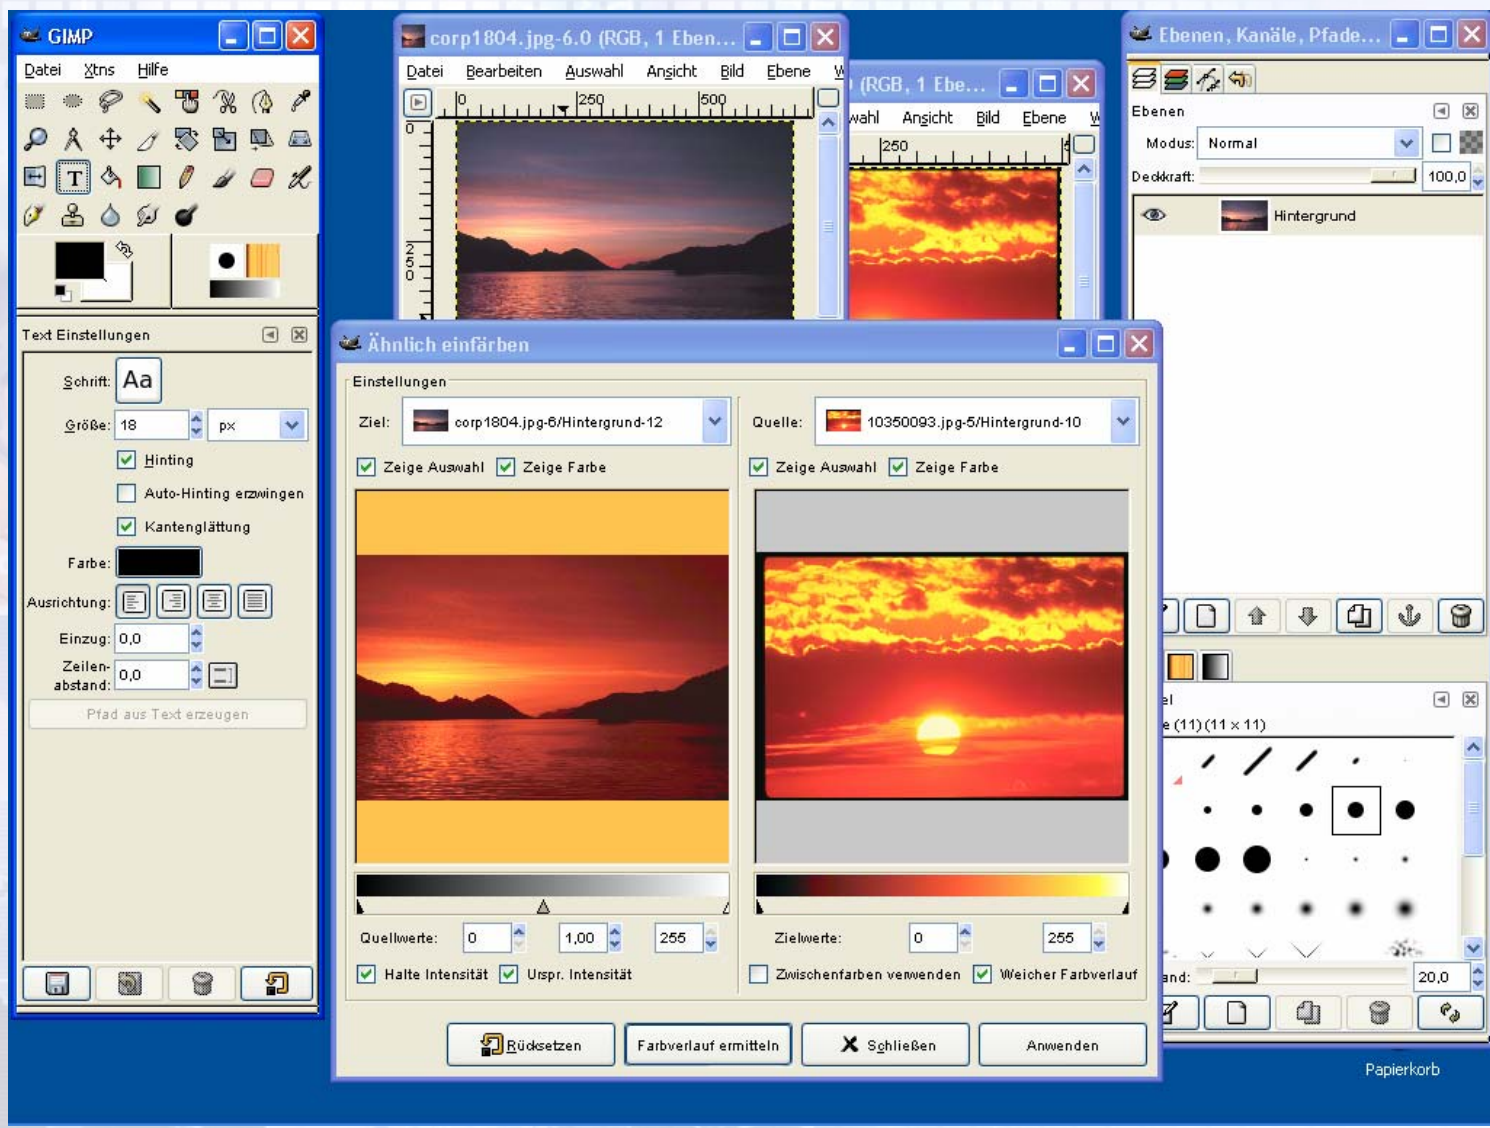 GIMP
Datei Xtns Hilfe
Text Einstellungen
Schrift: Aa
Größe: 18 px
Hinting
Auto-Hinting erzwingen
Kantenglättung
Farbe:
Ausrichtung:
Einzug: 0,0
Zeilen-
abstand: 0,0
Pfad aus Text erzeugen
corp1804.jpg-6.0 (RGB, 1 Eben...
Datei Bearbeiten Auswahl Ansicht Bild Ebene W
0 250 500
0
250
(RGB, 1 Ebe...
wahl Ansicht Bild Ebene W
250
Ähnlich einfärben
Einstellungen
Ziel: corp1804.jpg-6/Hintergrund-12
Zeige Auswahl Zeige Farbe
Quellwerte: 0 1,00 255
Halte Intensität Urspr. Intensität
Quelle: 10350093.jpg-5/Hintergrund-10
Zeige Auswahl Zeige Farbe
Zielwerte: 0 255
Zwischenfarben verwenden Weicher Farbverlauf
Rücksetzen Farbverlauf ermitteln Schließen Anwenden
Ebenen, Kanäle, Pfade...
Ebenen
Modus: Normal
Deckkraft: 100,0
Hintergrund
el
e (11) (11 x 11)
and: 20,0
Papierkorb